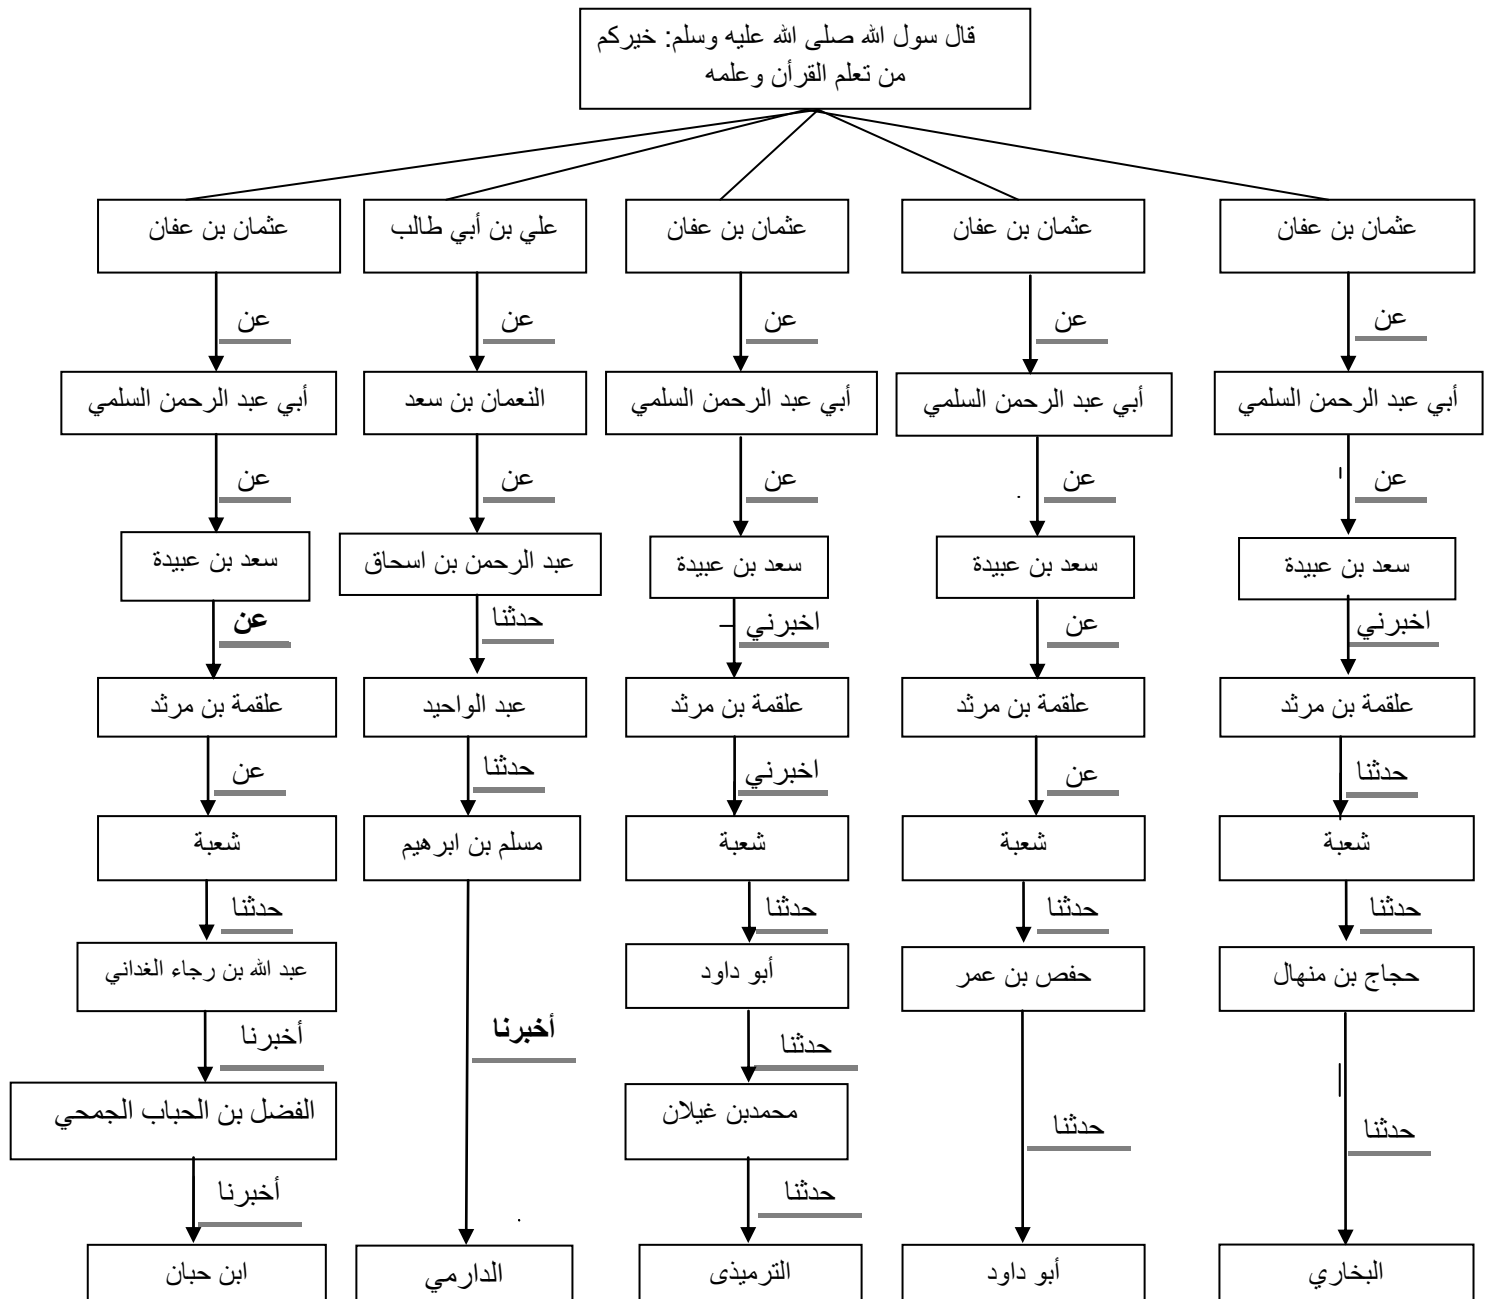 قال سول الله صلى الله عليه وسلم: خيركم
من تعلم القرأن وعلمه
عثمان بن عفان
عثمان بن عفان
عثمان بن عفان
علي بن أبي طالب
عثمان بن عفان
عن
عن
عن
عن
عن
أبي عبد الرحمن السلمي
أبي عبد الرحمن السلمي
أبي عبد الرحمن السلمي
النعمان بن سعد
أبي عبد الرحمن السلمي
عن
عن
عن
عن
عن
سعد بن عبيدة
سعد بن عبيدة
سعد بن عبيدة
عبد الرحمن بن اسحاق
سعد بن عبيدة
اخبرني
عن
اخبرني
حدثنا
عن
علقمة بن مرثد
علقمة بن مرثد
علقمة بن مرثد
عبد الواحيد
علقمة بن مرثد
حدثنا
عن
اخبرني
حدثنا
عن
شعبة
شعبة
شعبة
مسلم بن ابرهيم
شعبة
حدثنا
حدثنا
حدثنا
حدثنا
حجاج بن منهال
حفص بن عمر
أبو داود
عبد الله بن رجاء الغداني
حدثنا
أخبرنا
أخبرنا
محمدبن غيلان
الفضل بن الحباب الجمحي
حدثنا
حدثنا
حدثنا
أخبرنا
البخاري
أبو داود
الترميذى
الدارمي
ابن حبان